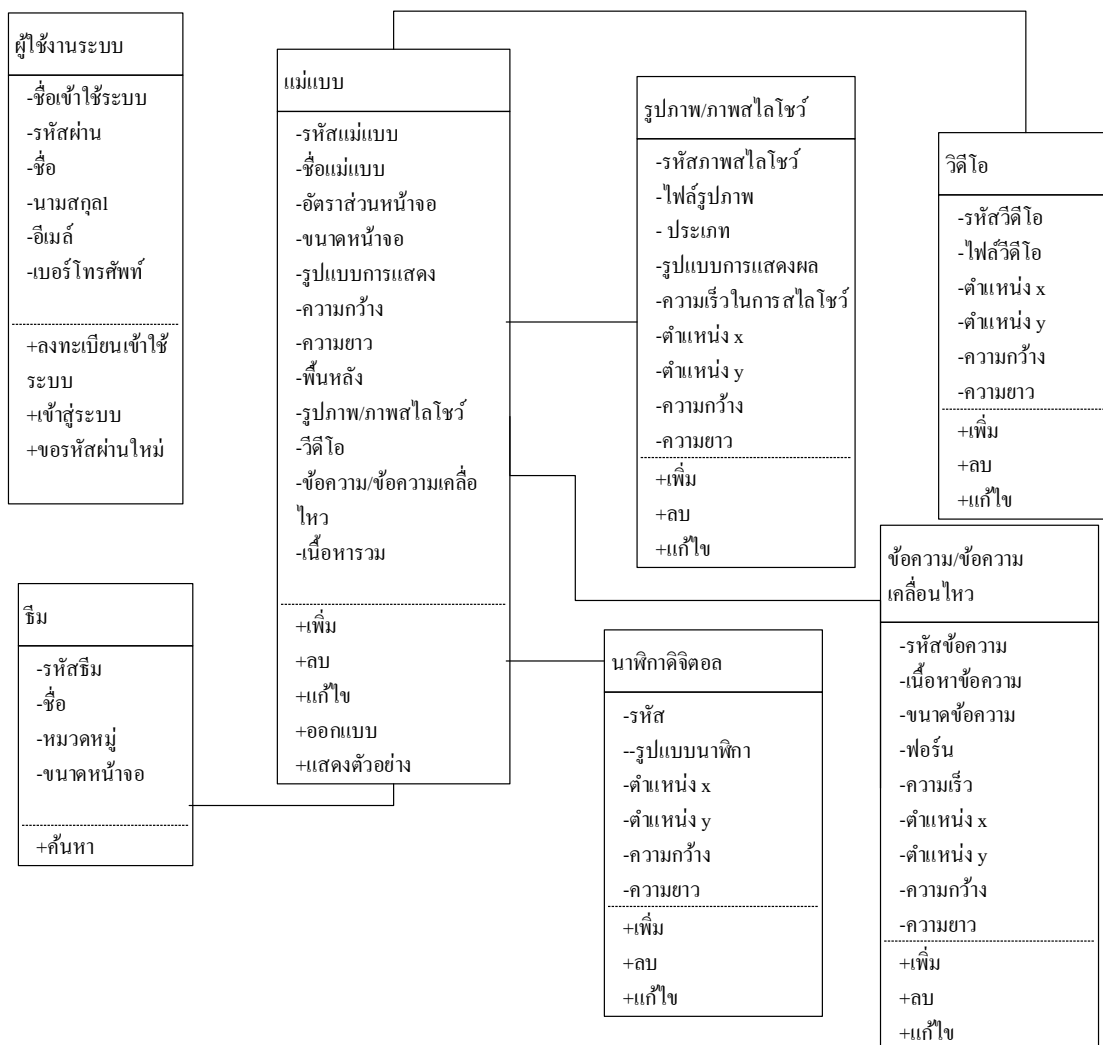 ผู้ใช้งานระบบ
-ชื่อเข้าใช้ระบบ
-รหัสผ่าน
-ชื่อ
-นามสกุล1
-อีเมล์
-เบอร์โทรศัพท์
+ลงทะเบียนเข้าใช้
ระบบ
+เข้าสู่ระบบ
+ขอรหัสผ่านใหม่
แม่แบบ
-รหัสแม่แบบ
-ชื่อแม่แบบ
-อัตราส่วนหน้าจอ
-ขนาดหน้าจอ
-รูปแบบการแสดง
-ความกว้าง
-ความยาว
-พื้นหลัง
-รูปภาพ/ภาพสไลโชว์
-วีดีโอ
-ข้อความ/ข้อความเคลื่อ
ไหว
-เนื้อหารวม
+เพิ่ม
+ลบ
+แก้ไข
+ออกแบบ
+แสดงตัวอย่าง
รูปภาพ/ภาพสไลโชว์
-รหัสภาพสไลโชว์
-ไฟล์รูปภาพ
- ประเภท
-รูปแบบการแสดงผล
-ความเร็วในการสไลโชว์
-ตำแหน่ง x
-ตำแหน่ง y
-ความกว้าง
-ความยาว
+เพิ่ม
+ลบ
+แก้ไข
วิดีโอ
-รหัสวีดีโอ
-ไฟล์วีดีโอ
-ตำแหน่ง x
-ตำแหน่ง y
-ความกว้าง
-ความยาว
+เพิ่ม
+ลบ
+แก้ไข
ธีม
-รหัสธีม
-ชื่อ
-หมวดหมู่
-ขนาดหน้าจอ
+ค้นหา
นาฬิกาดิจิตอล
-รหัส
--รูปแบบนาฬิกา
-ตำแหน่ง x
-ตำแหน่ง y
-ความกว้าง
-ความยาว
+เพิ่ม
+ลบ
+แก้ไข
ข้อความ/ข้อความ
เคลื่อนไหว
-รหัสข้อความ
-เนื้อหาข้อความ
-ขนาดข้อความ
-ฟอร์น
-ความเร็ว
-ตำแหน่ง x
-ตำแหน่ง y
-ความกว้าง
-ความยาว
+เพิ่ม
+ลบ
+แก้ไข